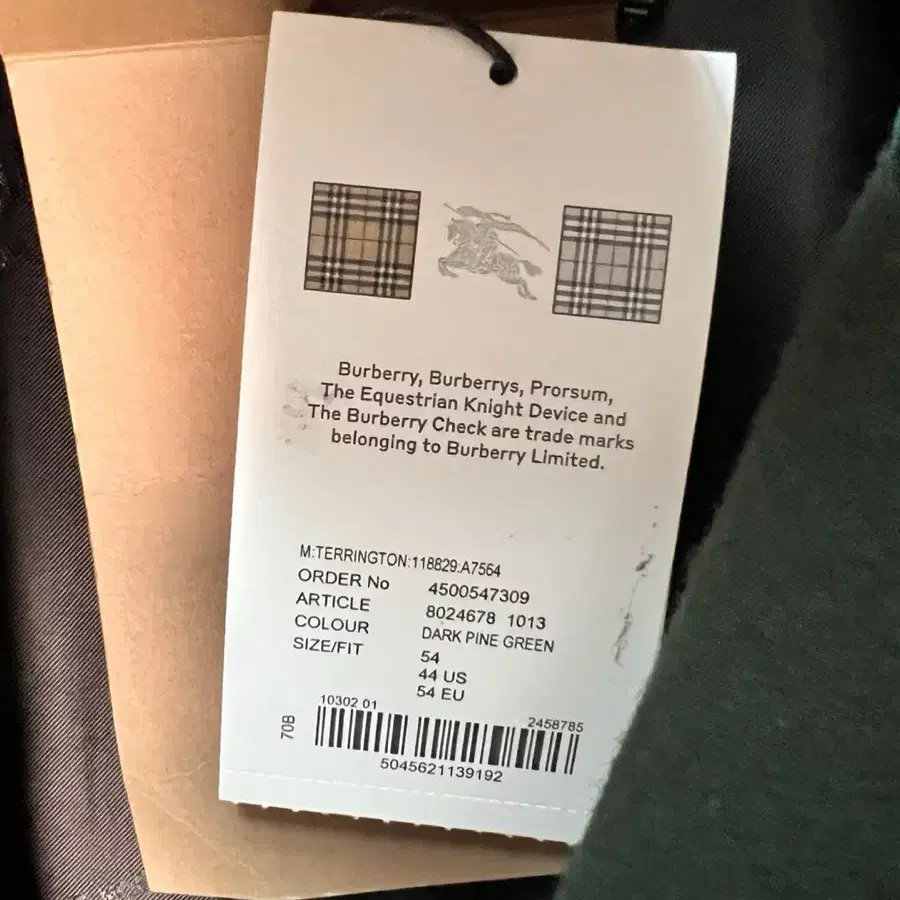 Burberry, Burberrys, Prorsum,
The Equestrian Knight Device and
The Burberry Check are trade marks
belonging to Burberry Limited.
M:TERRINGTON:118829:A7564
ORDER No 4500547309
ARTICLE 8024678 1013
COLOUR DARK PINE GREEN
SIZE/FIT 54
44 US
54 EU
10302 01 2458785
70B
5045621139192